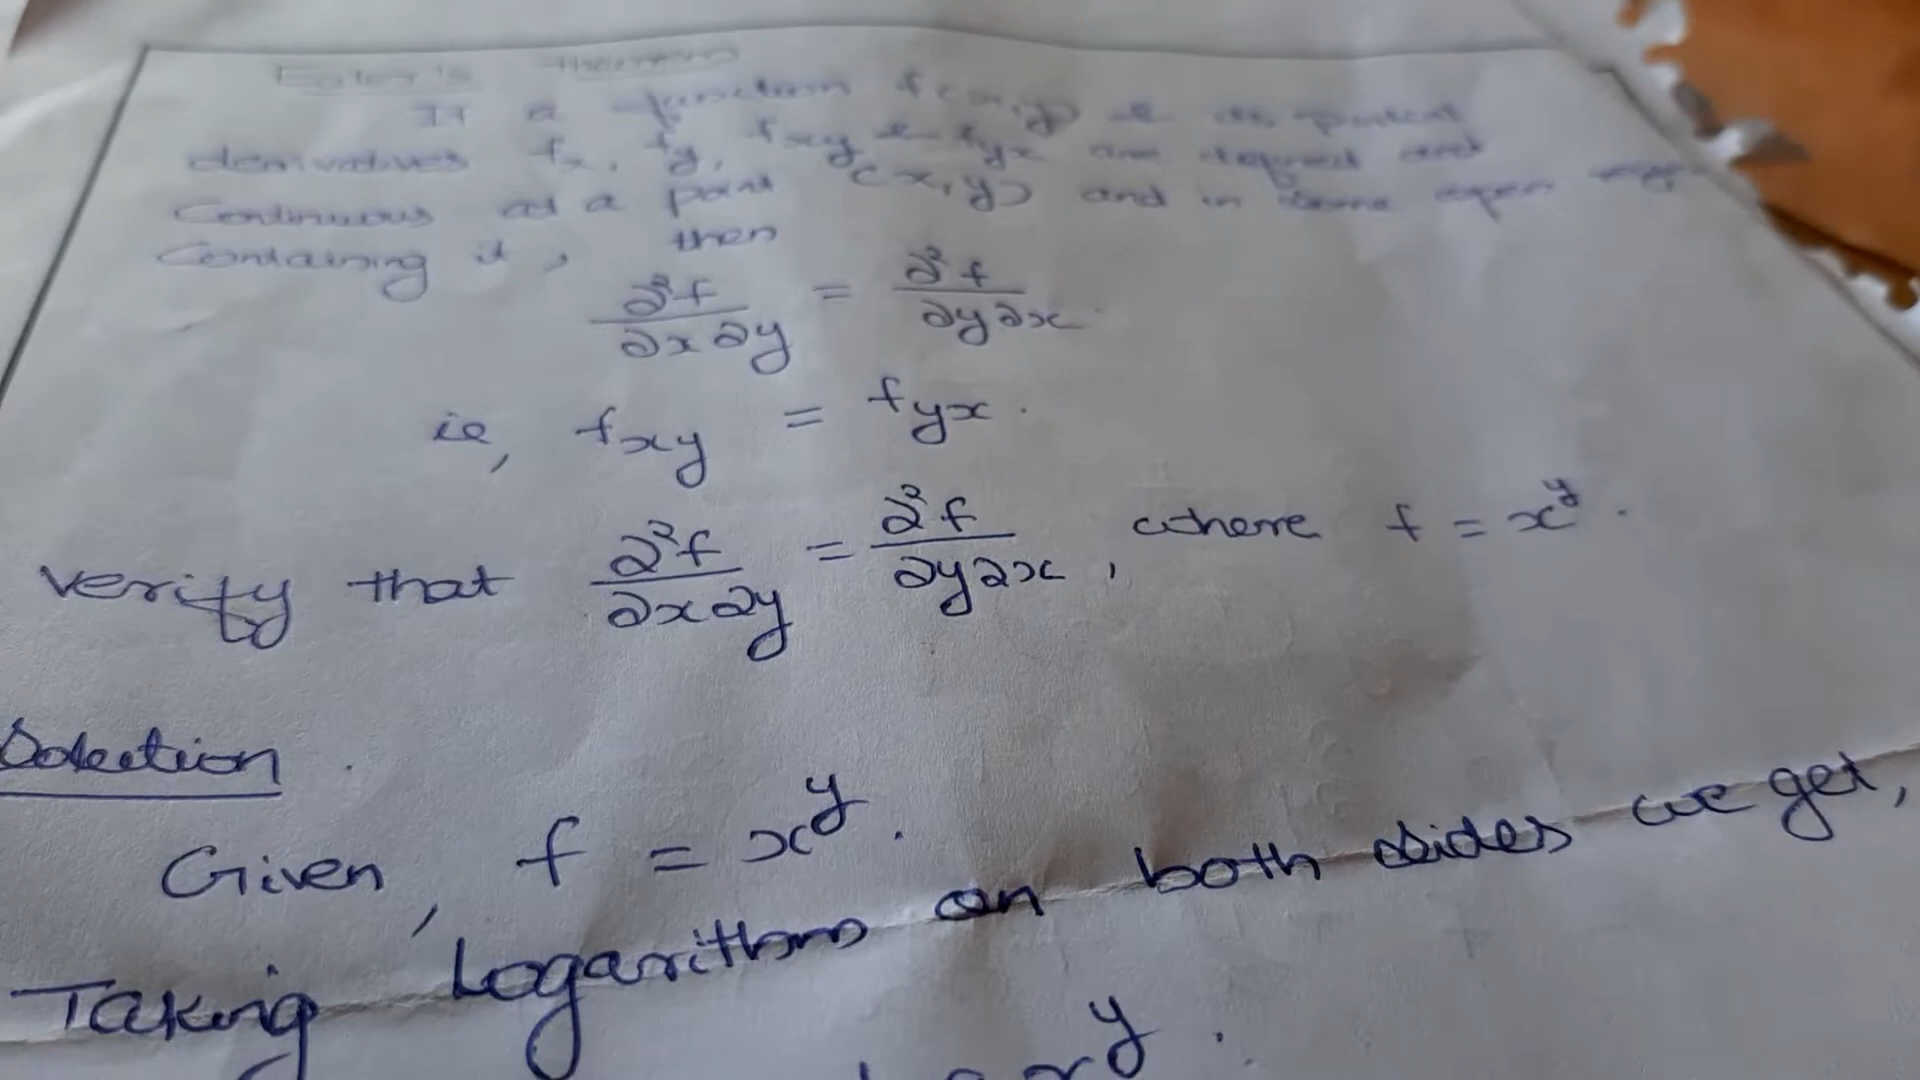 Euler's theorem
If a function f(x,y) & its partial
derivatives fx, fy, fxy & fyx are defined and
Continuous at a point (x,y) and in some open
Containing it, then
∂²f/∂x∂y = ∂²f/∂y∂x.
ie, fxy = fyx.
Verify that ∂²f/∂x∂y = ∂²f/∂y∂x, where f = x^y.
Solution
Given, f = x^y.
Taking Logarithms on both sides we get,